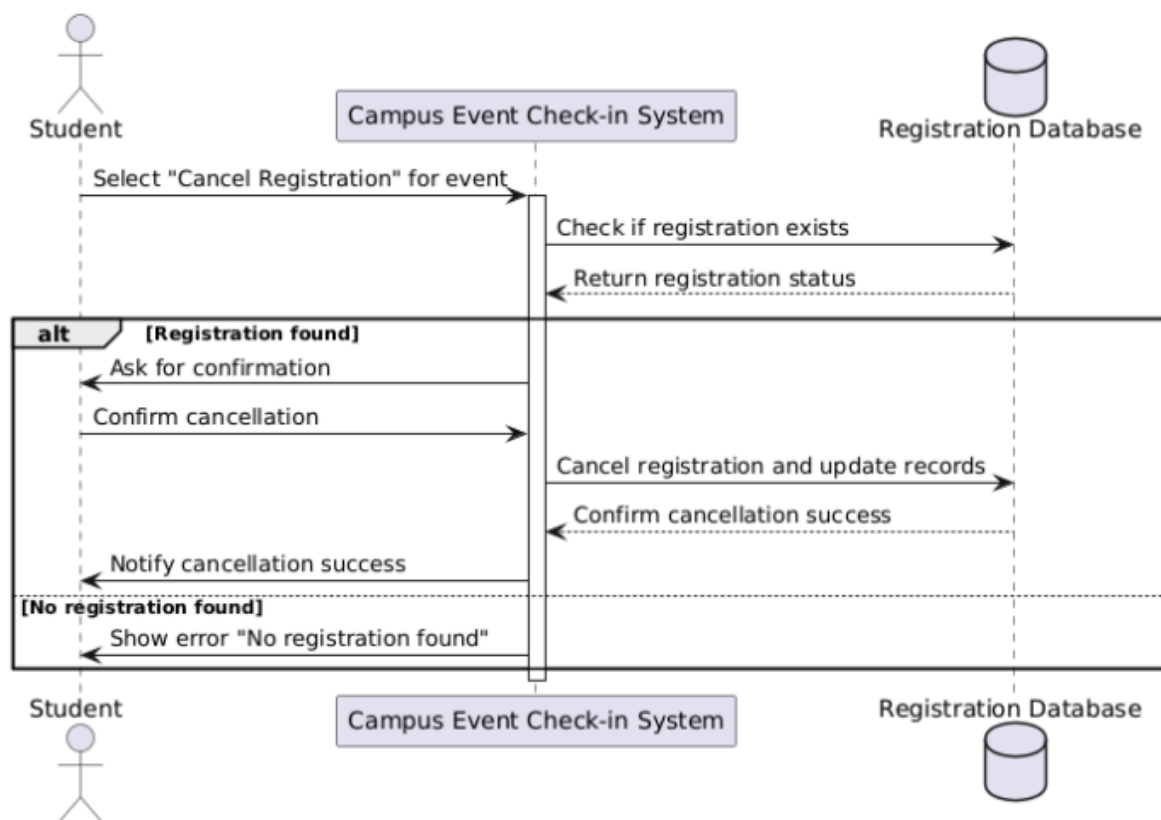 Student
Campus Event Check-in System
Registration Database
Select "Cancel Registration" for event
Check if registration exists
Return registration status
alt [Registration found]
Ask for confirmation
Confirm cancellation
Cancel registration and update records
Confirm cancellation success
Notify cancellation success
[No registration found]
Show error "No registration found"
Student
Campus Event Check-in System
Registration Database